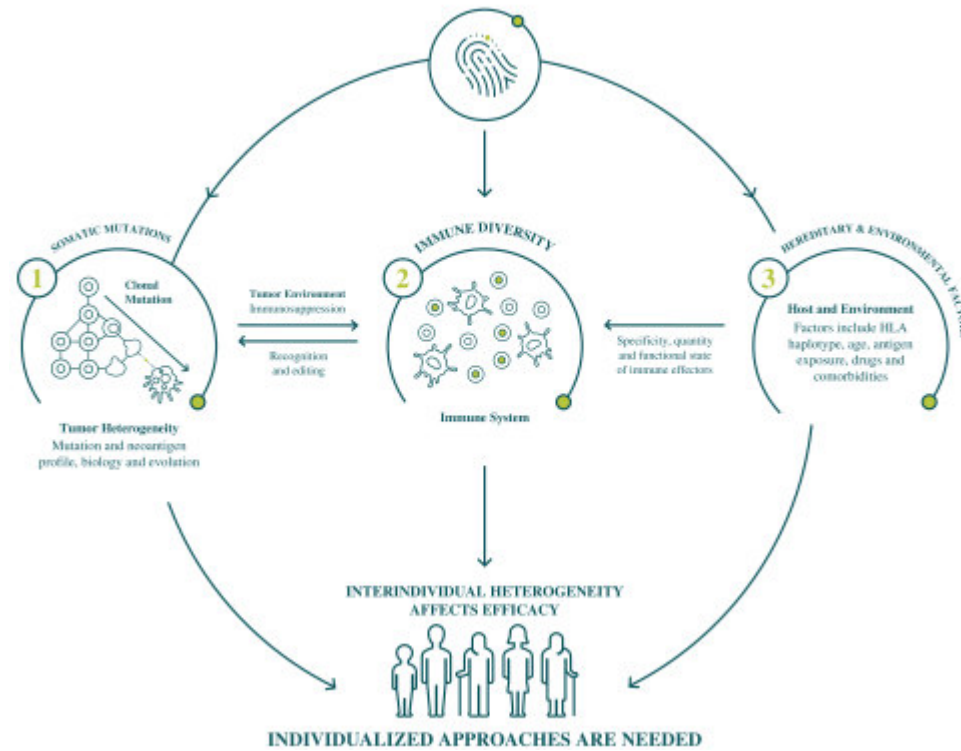 SOMATIC MUTATIONS
1
Clonal
Mutation
Tumor Heterogeneity
Mutation and neoantigen
profile, biology and evolution
Tumor Environment
Immunosappression
Recognition
and editing
IMMUNE DIVERSITY
2
Immune System
Specificity, quantity
and functional state
of immune effectors
HEREDITARY & ENVIRONMENTAL FACTORS
3
Host and Environment
Factors include HLA
haplotype, age, antigen
exposure, drugs and
comorbidities
INTERINDIVIDUAL HETEROGENEITY
AFFECTS EFFICACY
INDIVIDUALIZED APPROACHES ARE NEEDED